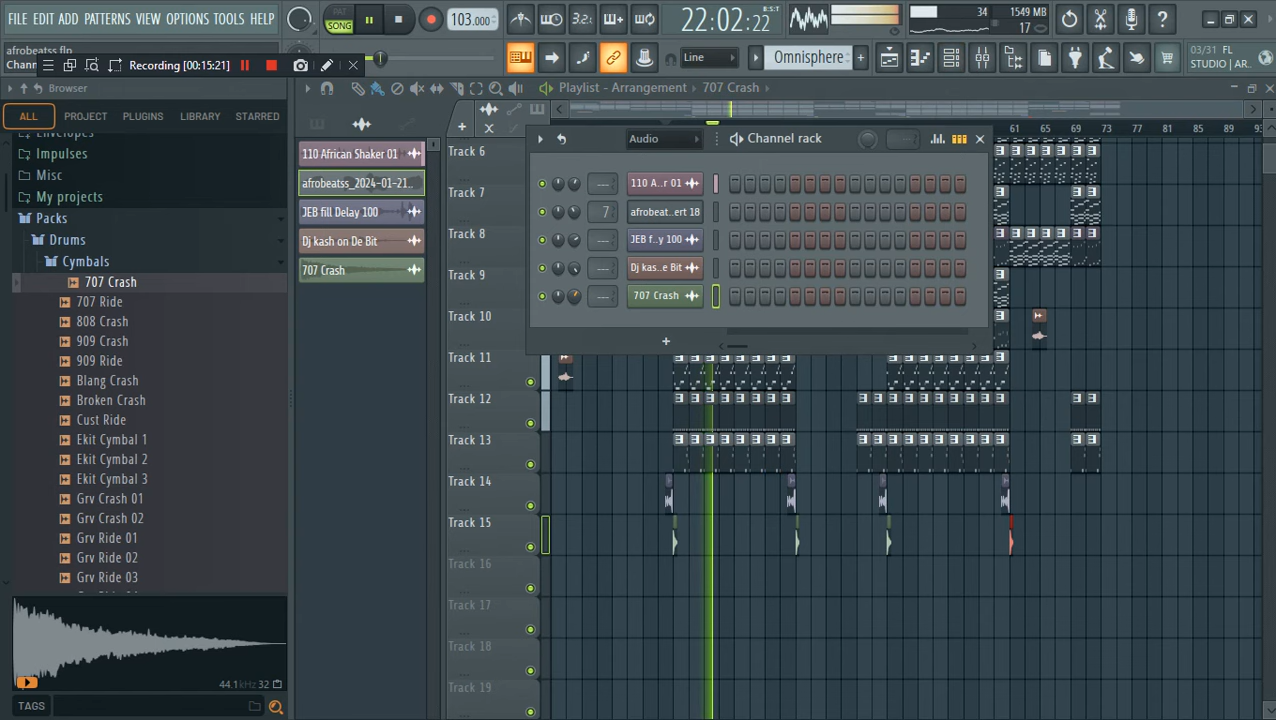 FILE EDIT ADD PATTERNS VIEW OPTIONS TOOLS HELP
PAT
SONG
103.000
3.2.
22:02:22
B:S:T
34
1549 MB
17
afrobeatss.flp
Chann
Recording (00:15:21)
Line
Omnisphere
03/31 FL
STUDIO | AR
Browser
Playlist - Arrangement
707 Crash
ALL
PROJECT
PLUGINS
LIBRARY
STARRED
Envelopes
Impulses
Misc
My projects
Packs
Drums
Cymbals
707 Crash
707 Ride
808 Crash
909 Crash
909 Ride
Blang Crash
Broken Crash
Cust Ride
Ekit Cymbal 1
Ekit Cymbal 2
Ekit Cymbal 3
Grv Crash 01
Grv Crash 02
Grv Ride 01
Grv Ride 02
Grv Ride 03
44.1kHz 32
TAGS
110 African Shaker 01
afrobeatss_2024-01-21..
JEB fill Delay 100
Dj kash on De Bit
707 Crash
Audio
Channel rack
110 A..r 01
7
afrobeat..ert 18
JEB f..y 100
Dj kas..e Bit
707 Crash
61 65 69 73 77 81 85 89 93
Track 6
Track 7
Track 8
Track 9
Track 10
Track 11
Track 12
Track 13
Track 14
Track 15
Track 16
Track 17
Track 18
Track 19